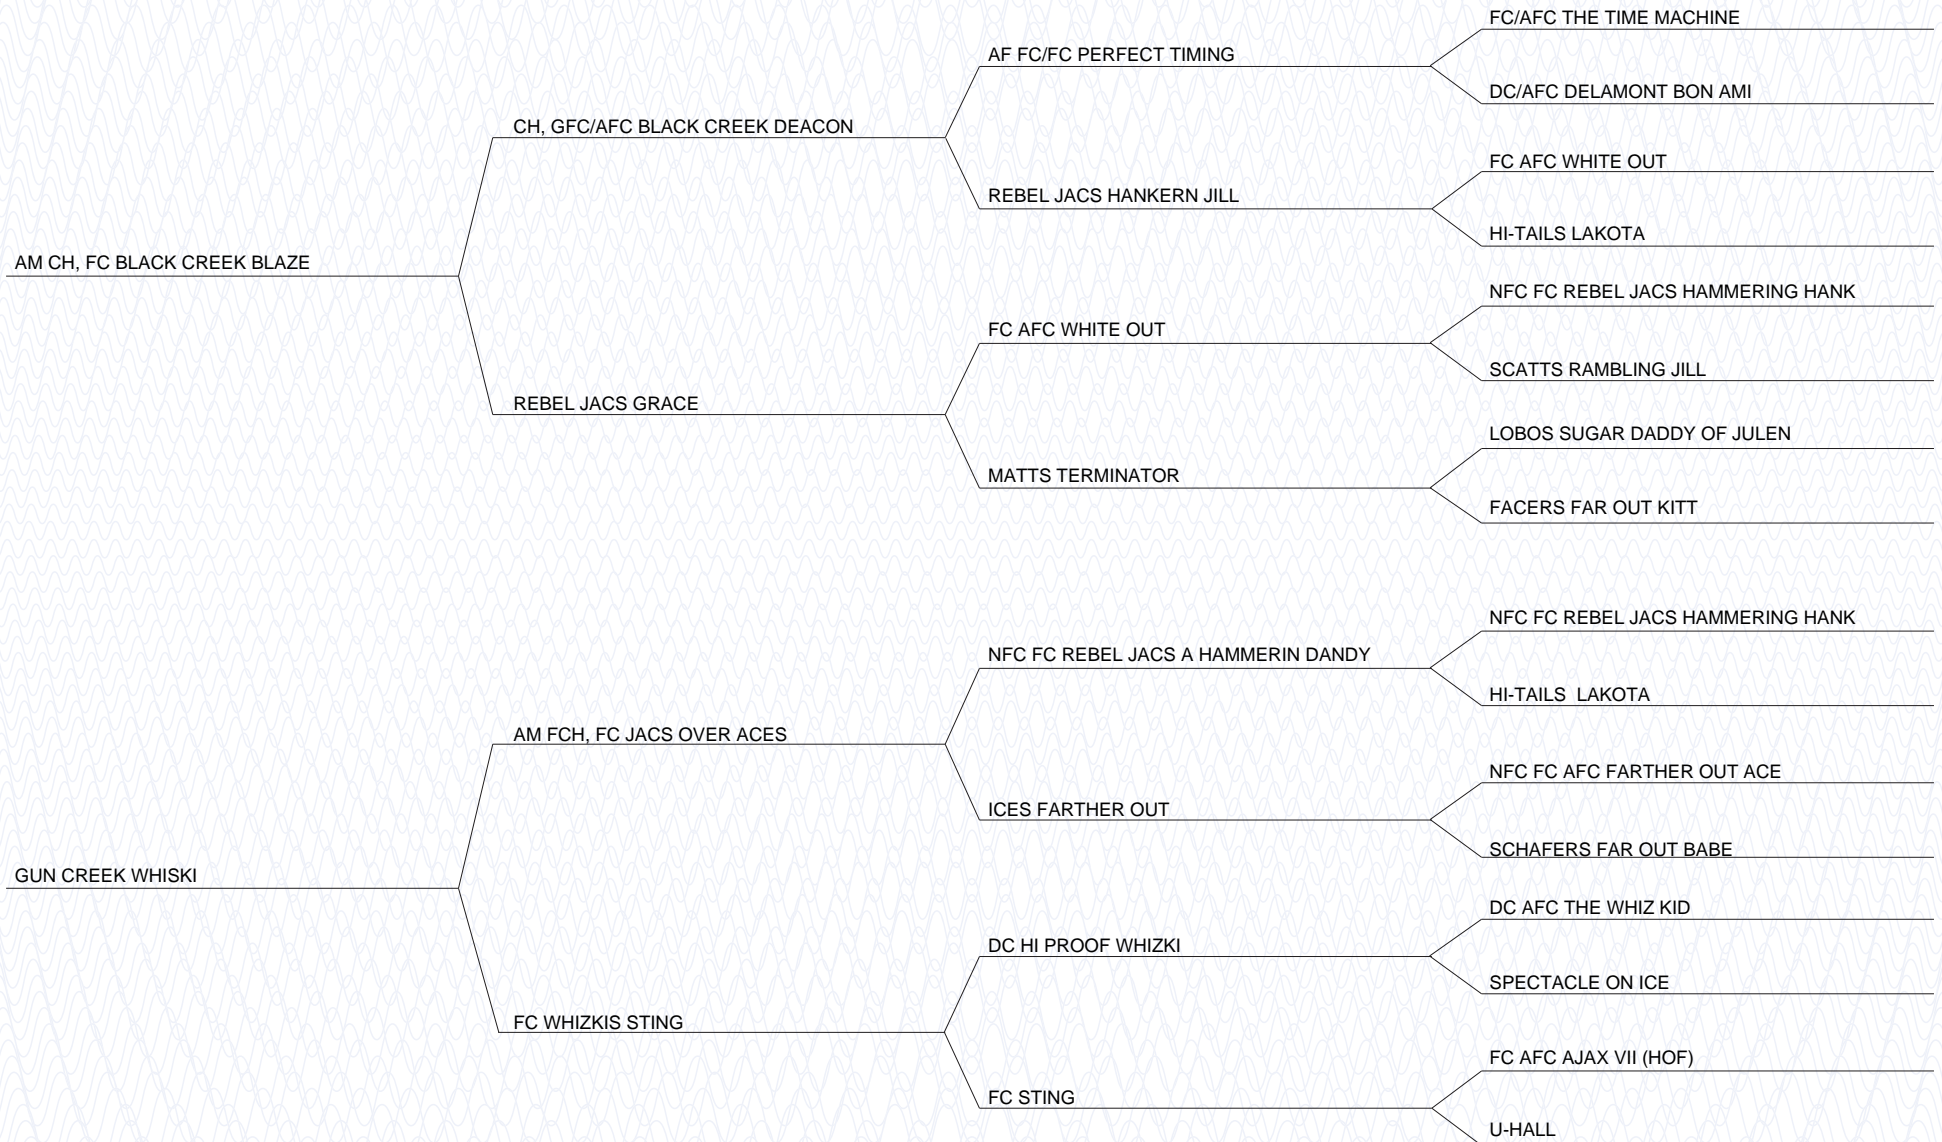 FC/AFC THE TIME MACHINE
AF FC/FC PERFECT TIMING
DC/AFC DELAMONT BON AMI
CH, GFC/AFC BLACK CREEK DEACON
FC AFC WHITE OUT
REBEL JACS HANKERN JILL
HI-TAILS LAKOTA
AM CH, FC BLACK CREEK BLAZE
NFC FC REBEL JACS HAMMERING HANK
FC AFC WHITE OUT
SCATTS RAMBLING JILL
REBEL JACS GRACE
LOBOS SUGAR DADDY OF JULEN
MATTS TERMINATOR
FACERS FAR OUT KITT
NFC FC REBEL JACS HAMMERING HANK
NFC FC REBEL JACS A HAMMERIN DANDY
HI-TAILS  LAKOTA
AM FCH, FC JACS OVER ACES
NFC FC AFC FARTHER OUT ACE
ICES FARTHER OUT
SCHAFERS FAR OUT BABE
GUN CREEK WHISKI
DC AFC THE WHIZ KID
DC HI PROOF WHIZKI
SPECTACLE ON ICE
FC WHIZKIS STING
FC AFC AJAX VII (HOF)
FC STING
U-HALL